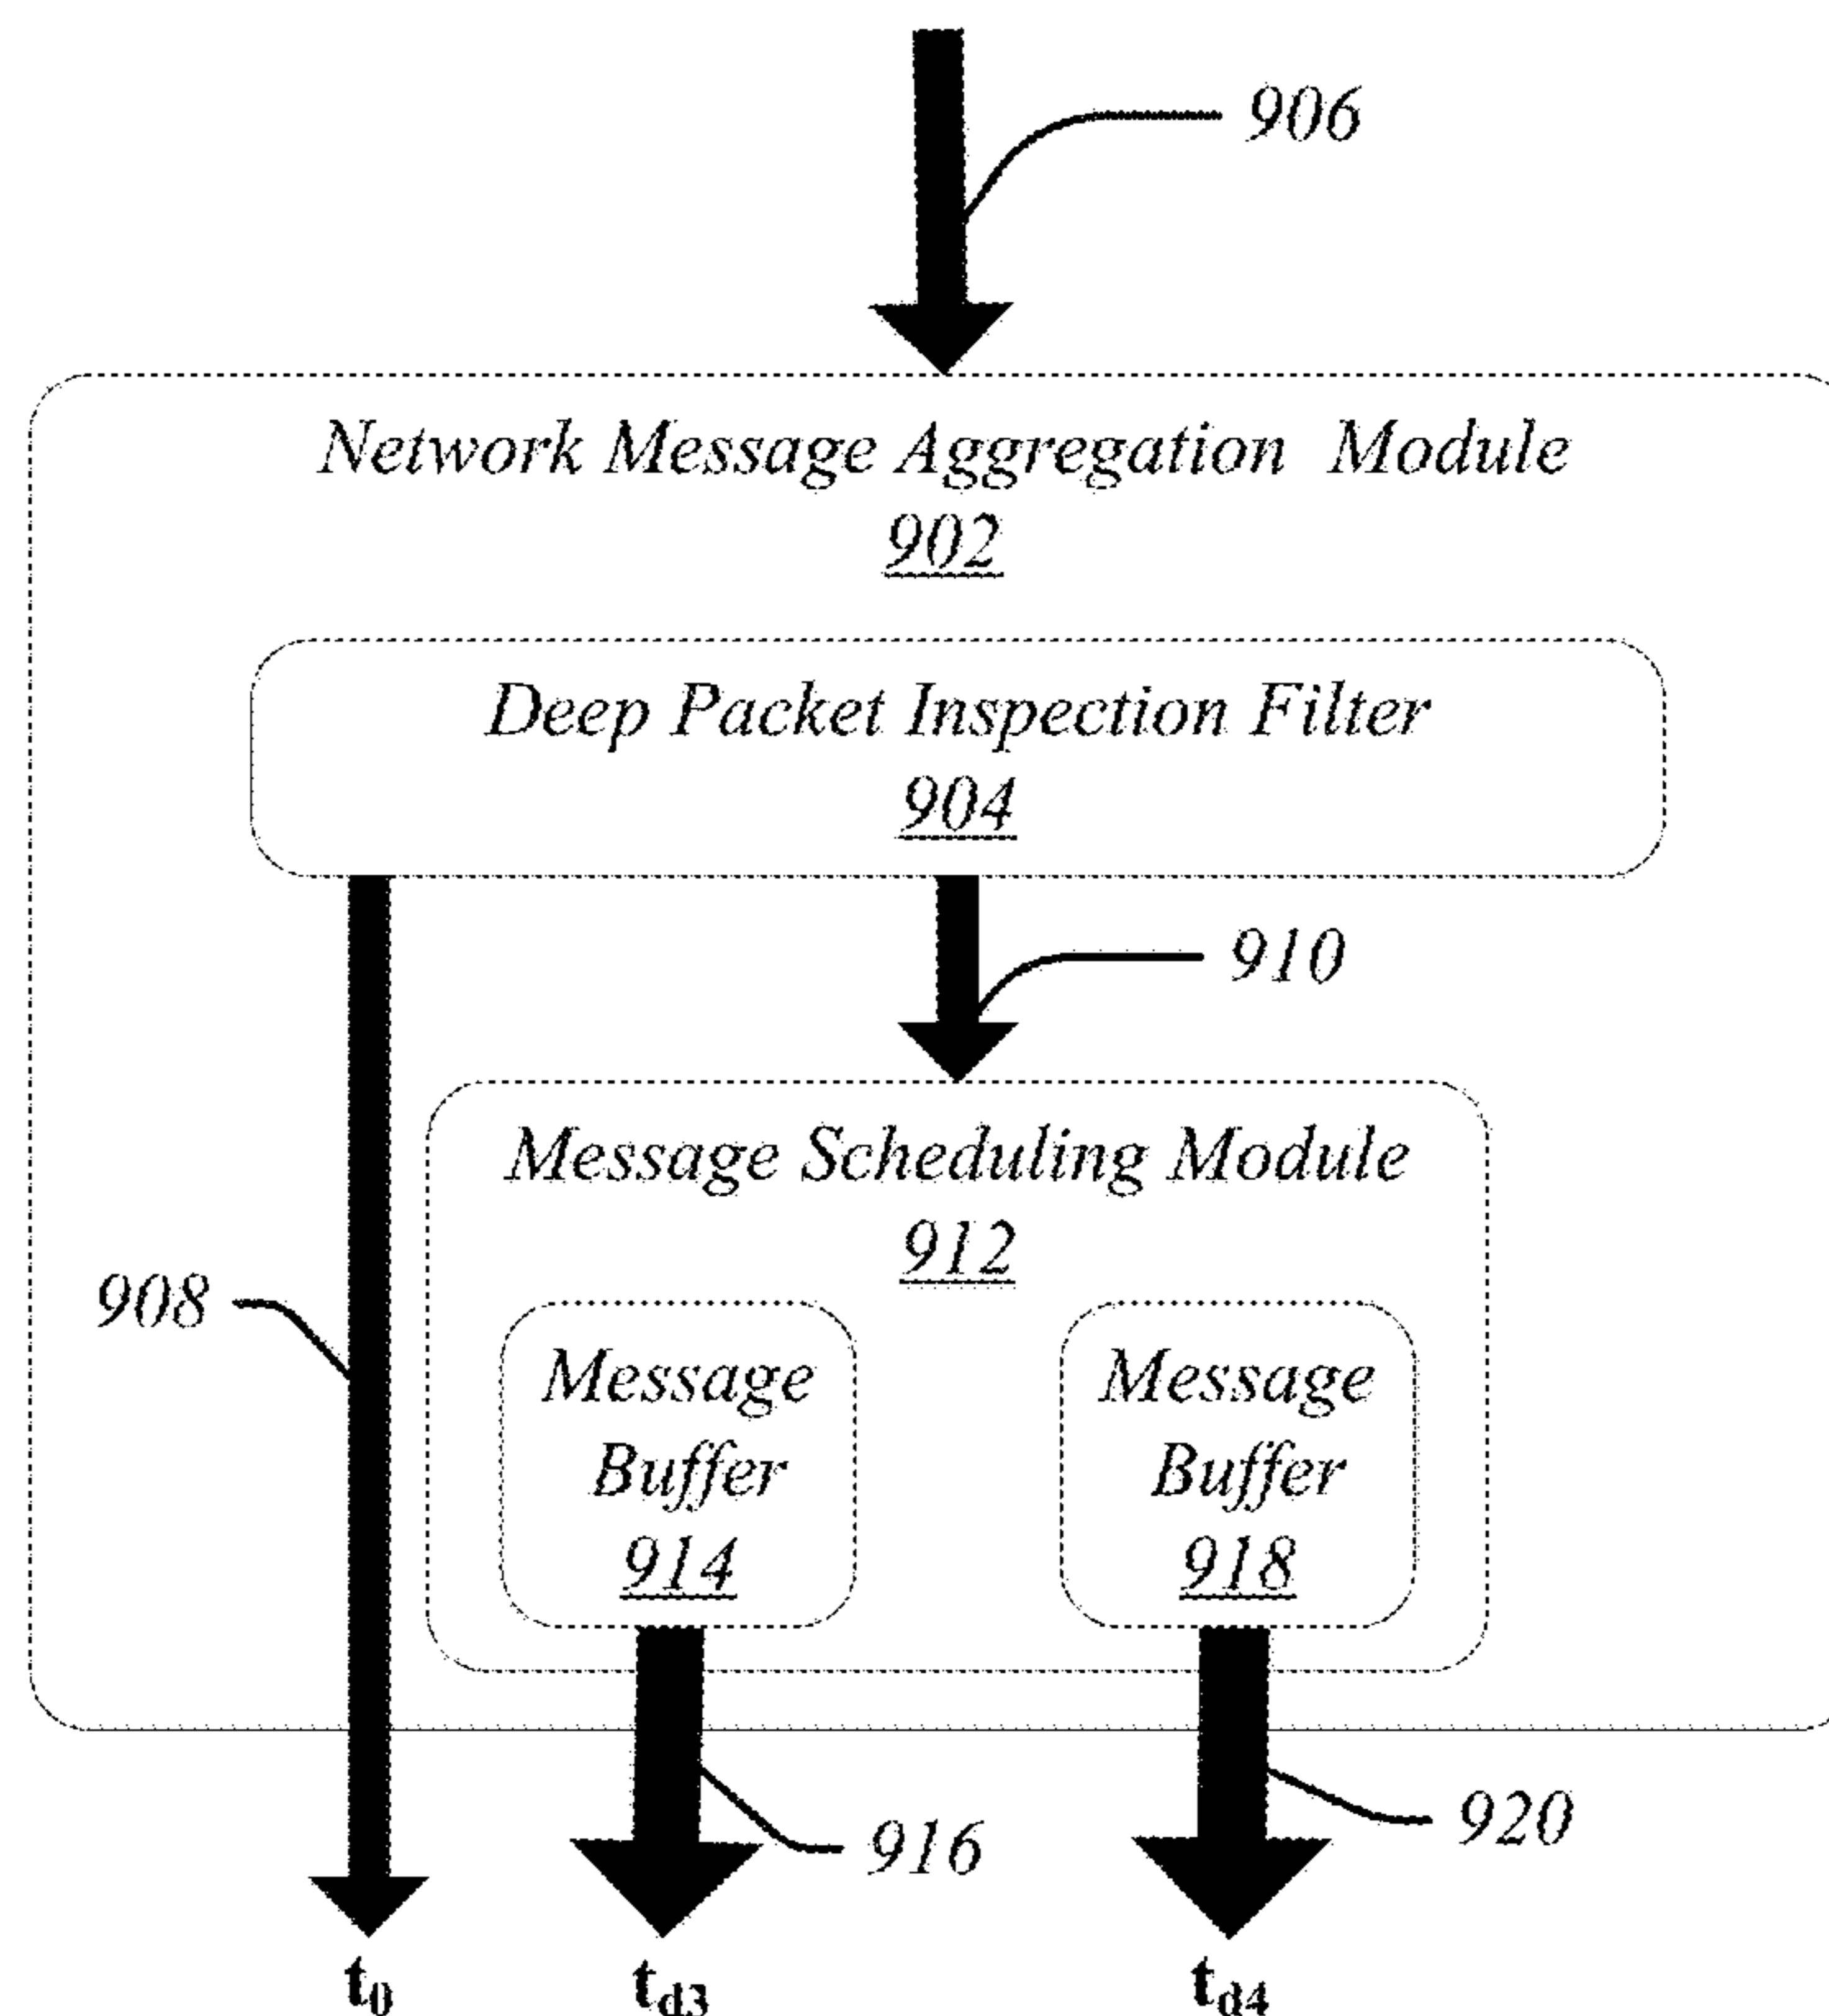 906
Network Message Aggregation Module
902
Deep Packet Inspection Filter
904
910
Message Scheduling Module
912
908
Message
Buffer
914
Message
Buffer
918
916
920
t0
td3
td4